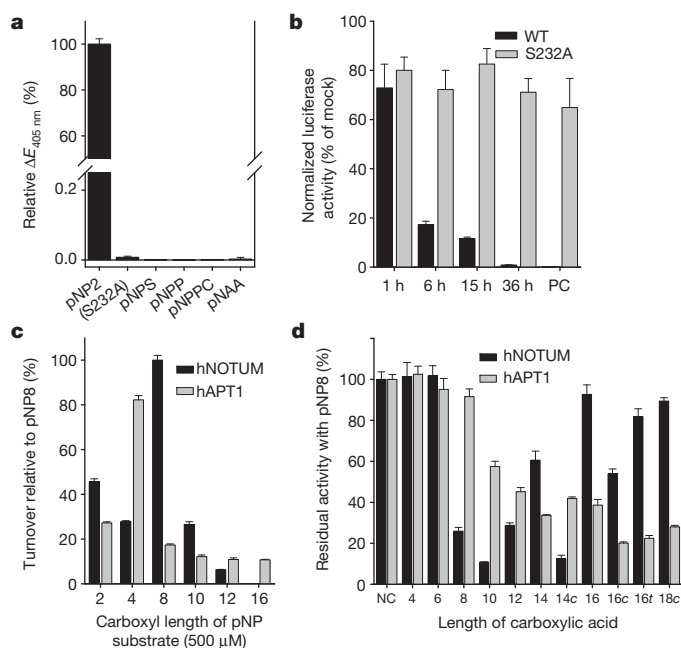 a
Relative ΔE405 nm (%)
100
80
60
0.2
0.0
pNP2
(S232A)
pNPS
pNPP
pNPPC
pNAA
b
Normalized luciferase
activity (% of mock)
100
80
60
40
20
0
WT
S232A
1 h
6 h
15 h
36 h
PC
c
Turnover relative to pNP8 (%)
100
80
60
40
20
0
hNOTUM
hAPT1
2
4
8
10
12
16
Carboxyl length of pNP
substrate (500 μM)
d
Residual activity with pNP8 (%)
100
80
60
40
20
0
hNOTUM
hAPT1
NC
4
6
8
10
12
14
14c
16
16c
16t
18c
Length of carboxylic acid